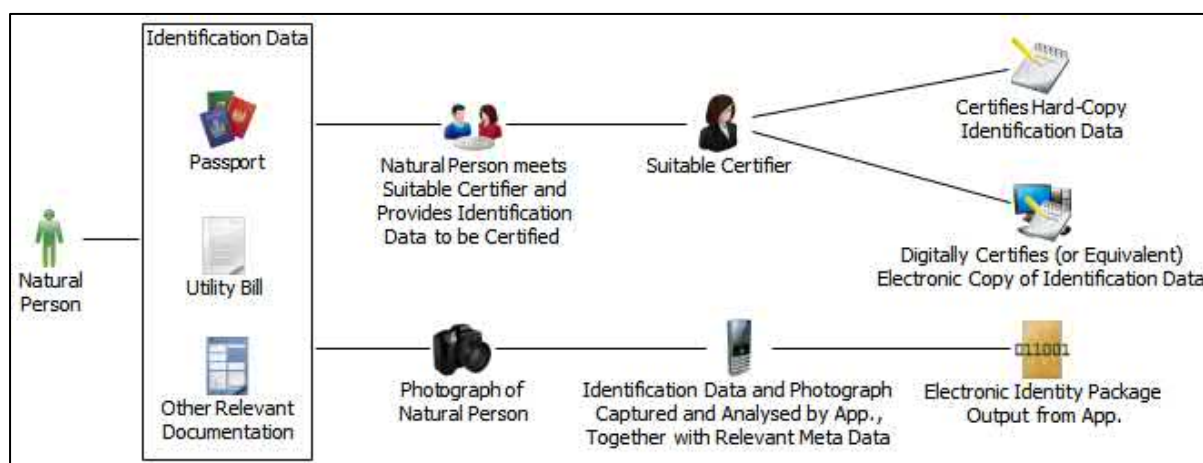 Identification Data
Passport
Utility Bill
Other Relevant
Documentation
Natural
Person
Natural Person meets
Suitable Certifier and
Provides Identification
Data to be Certified
Suitable Certifier
Certifies Hard-Copy
Identification Data
Digitally Certifies (or Equivalent)
Electronic Copy of Identification Data
Photograph of
Natural Person
Identification Data and Photograph
Captured and Analysed by App.,
Together with Relevant Meta Data
011001
Electronic Identity Package
Output from App.